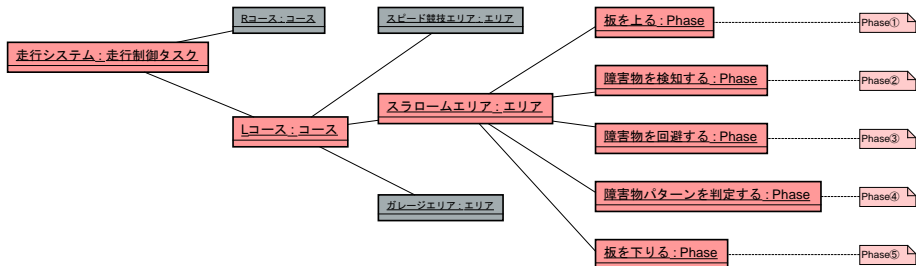 Rコース : コース
スピード競技エリア : エリア
板を上る : Phase
Phase①
走行システム : 走行制御タスク
障害物を検知する : Phase
Phase②
スラロームエリア : エリア
Lコース : コース
障害物を回避する : Phase
Phase③
障害物パターンを判定する : Phase
Phase④
ガレージエリア : エリア
板を下りる : Phase
Phase⑤